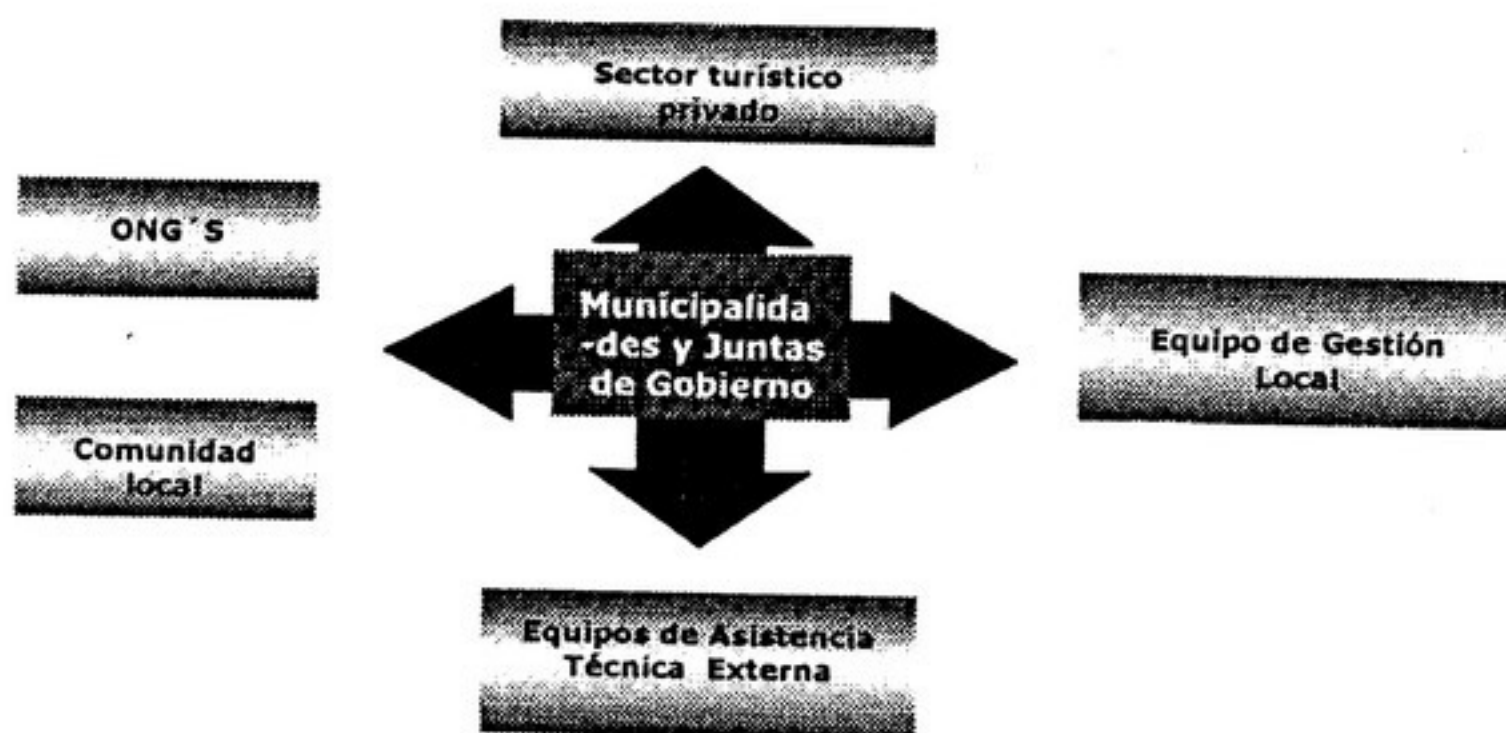 Sector turístico
privado
ONG´S
Municipalida
-des y Juntas
de Gobierno
Equipo de Gestión
Local
Comunidad
local
Equipos de Asistencia
Técnica Externa